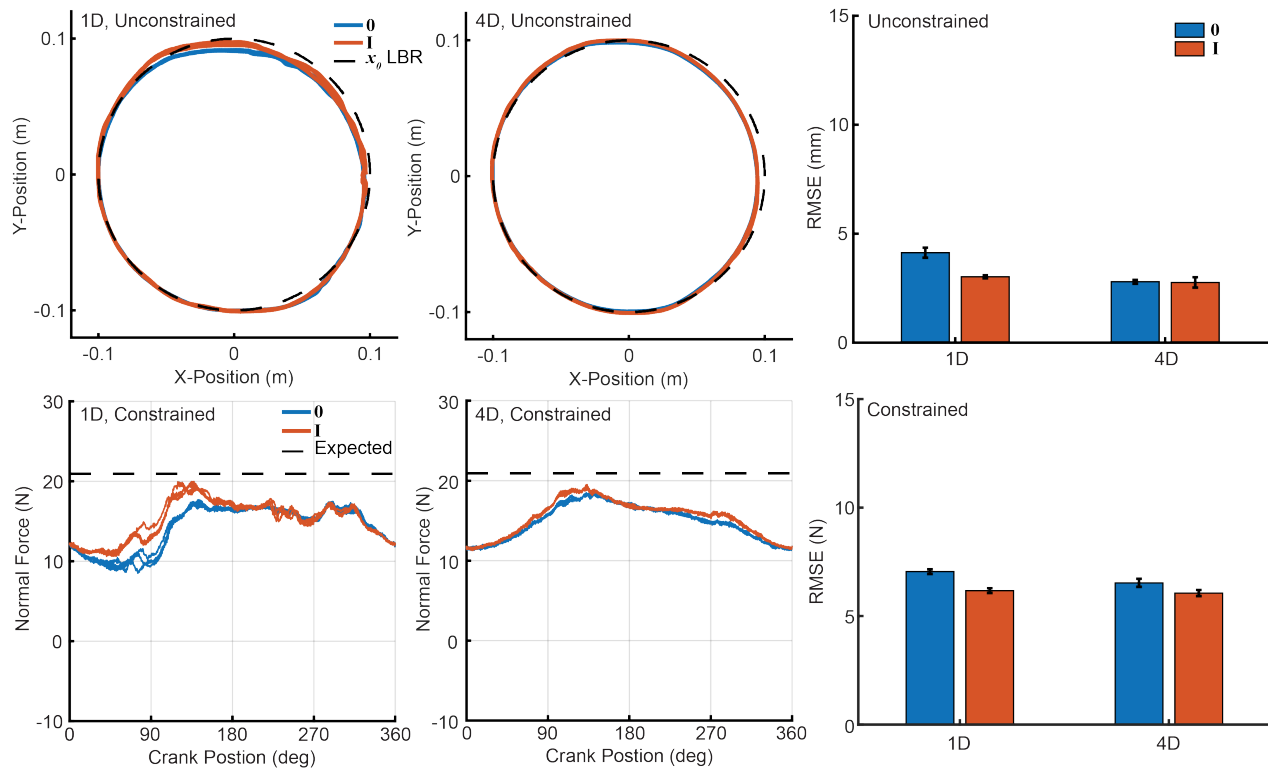 1D, Unconstrained
0
I
x₀ LBR
0.1
0
-0.1
Y-Position (m)
-0.1
0
0.1
X-Position (m)
4D, Unconstrained
0.1
0
-0.1
Y-Position (m)
-0.1
0
0.1
X-Position (m)
Unconstrained
0
I
15
10
5
0
RMSE (mm)
1D
4D
1D, Constrained
0
I
Expected
30
20
10
0
-10
Normal Force (N)
0
90
180
270
360
Crank Postion (deg)
4D, Constrained
30
20
10
0
-10
Normal Force (N)
0
90
180
270
360
Crank Postion (deg)
Constrained
15
10
5
0
RMSE (N)
1D
4D